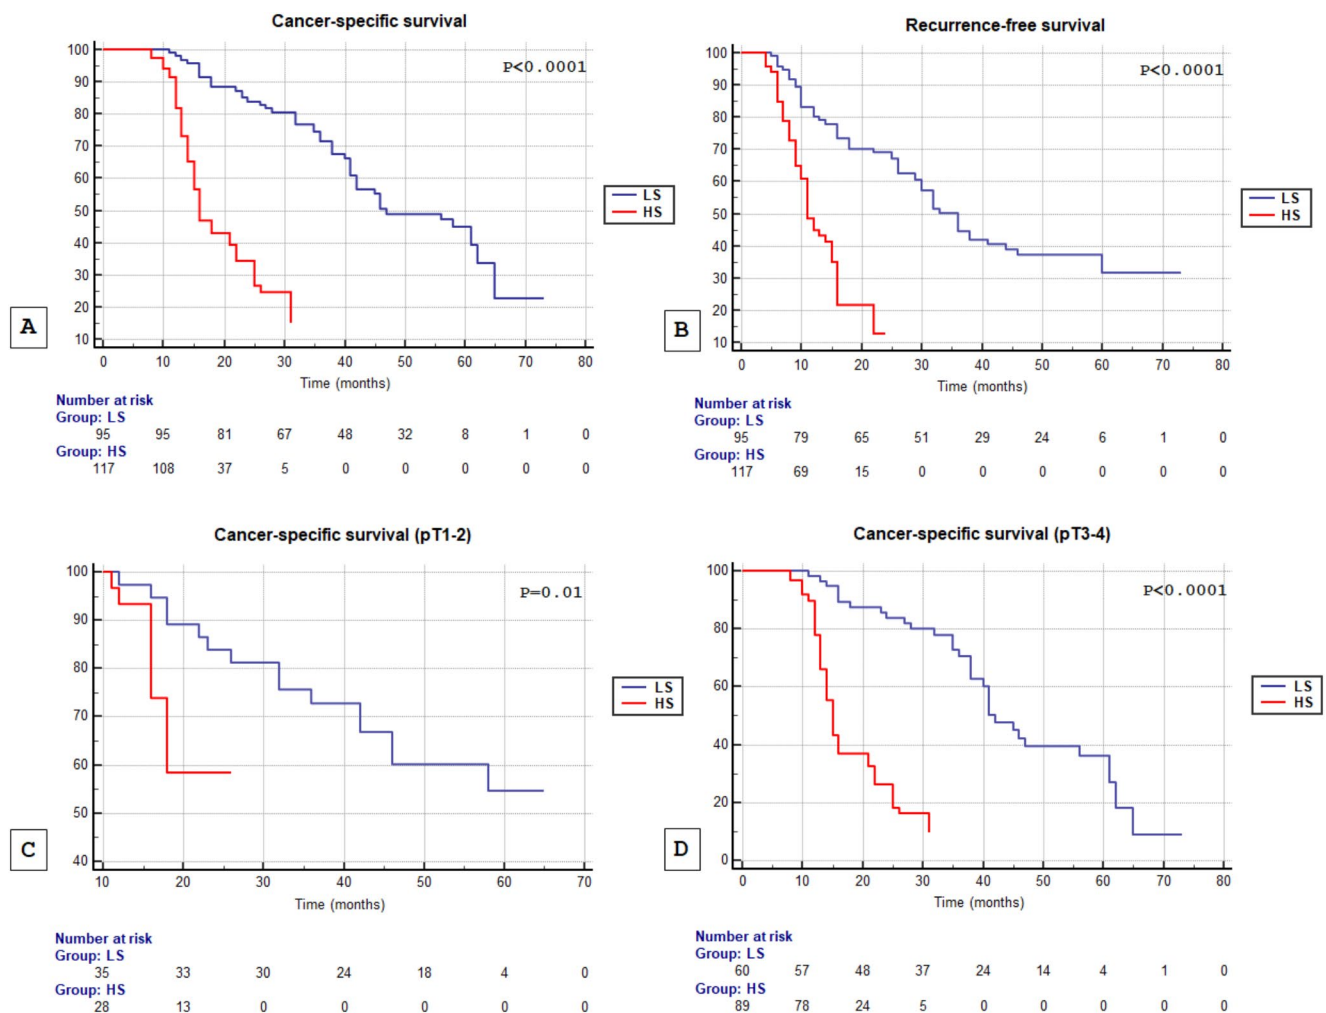 Cancer-specific survival
100
90
80
70
60
50
40
30
20
10
P<0.0001
LS
HS
A
0 10 20 30 40 50 60 70 80
Time (months)
Number at risk
Group: LS
95 95 81 67 48 32 8 1 0
Group: HS
117 108 37 5 0 0 0 0 0
Recurrence-free survival
100
90
80
70
60
50
40
30
20
10
P<0.0001
LS
HS
B
0 10 20 30 40 50 60 70 80
Time (months)
Number at risk
Group: LS
95 79 65 51 29 24 6 1 0
Group: HS
117 69 15 0 0 0 0 0 0
Cancer-specific survival (pT1-2)
100
90
80
70
60
50
40
P=0.01
LS
HS
C
10 20 30 40 50 60 70
Time (months)
Number at risk
Group: LS
35 33 30 24 18 4 0
Group: HS
28 13 0 0 0 0 0
Cancer-specific survival (pT3-4)
100
80
60
40
20
0
P<0.0001
LS
HS
D
0 10 20 30 40 50 60 70 80
Time (months)
Number at risk
Group: LS
60 57 48 37 24 14 4 1 0
Group: HS
89 78 24 5 0 0 0 0 0